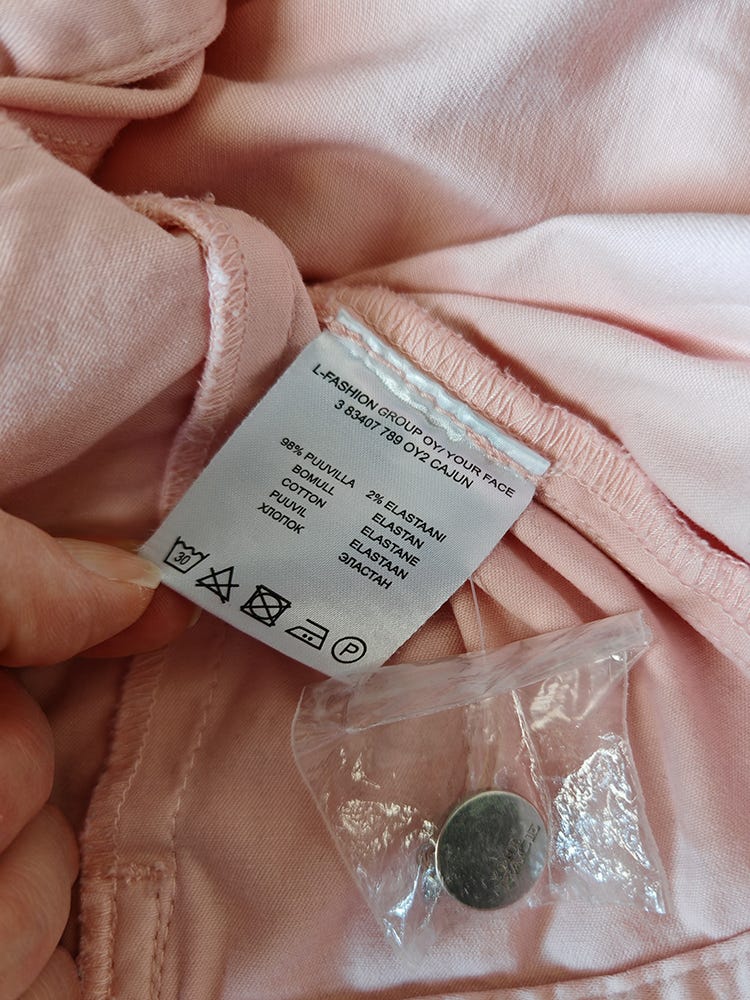 L-FASHION GROUP OY/ YOUR FACE
3 83407 789 OY2 CAJUN
98% PUUVILLA
BOMULL
COTTON
PUUVIL
ХЛОПОК
2% ELASTAANI
ELASTAN
ELASTANE
ELASTAAN
ЭЛАСТАН
30
P